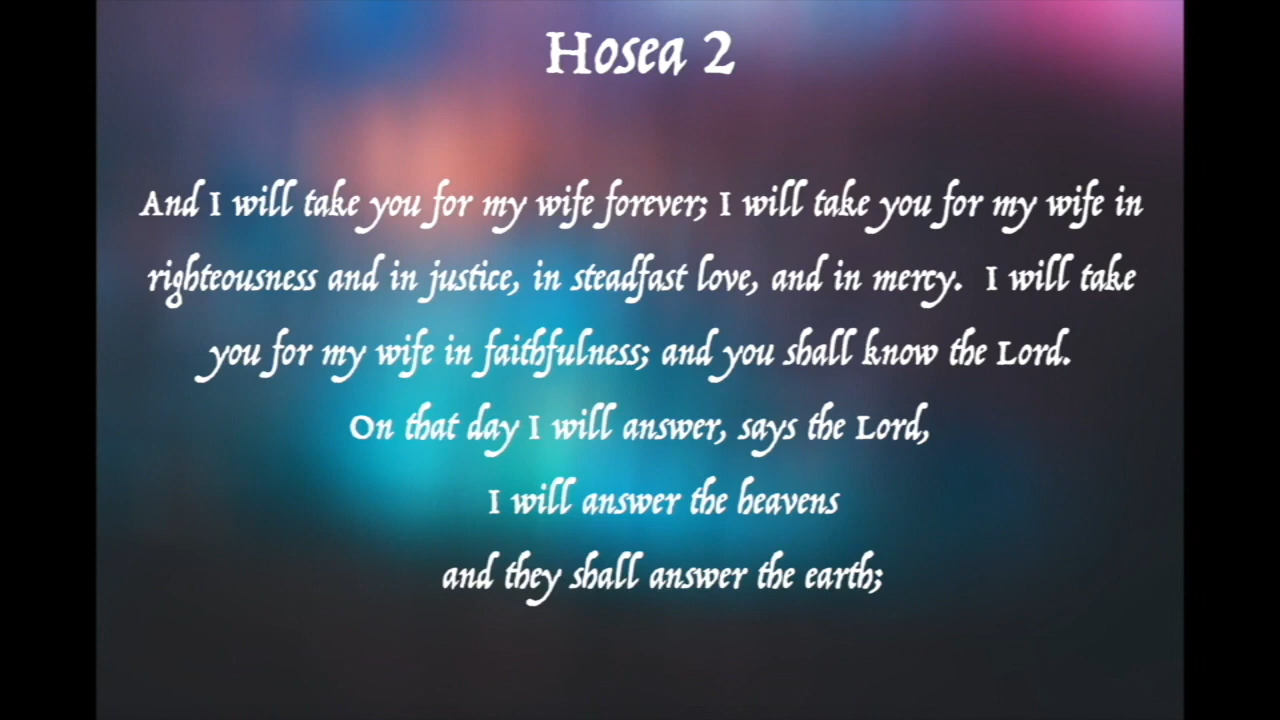 Hosea 2
And I will take you for my wife forever; I will take you for my wife in
righteousness and in justice, in steadfast love, and in mercy. I will take
you for my wife in faithfulness; and you shall know the Lord.
On that day I will answer, says the Lord,
I will answer the heavens
and they shall answer the earth;